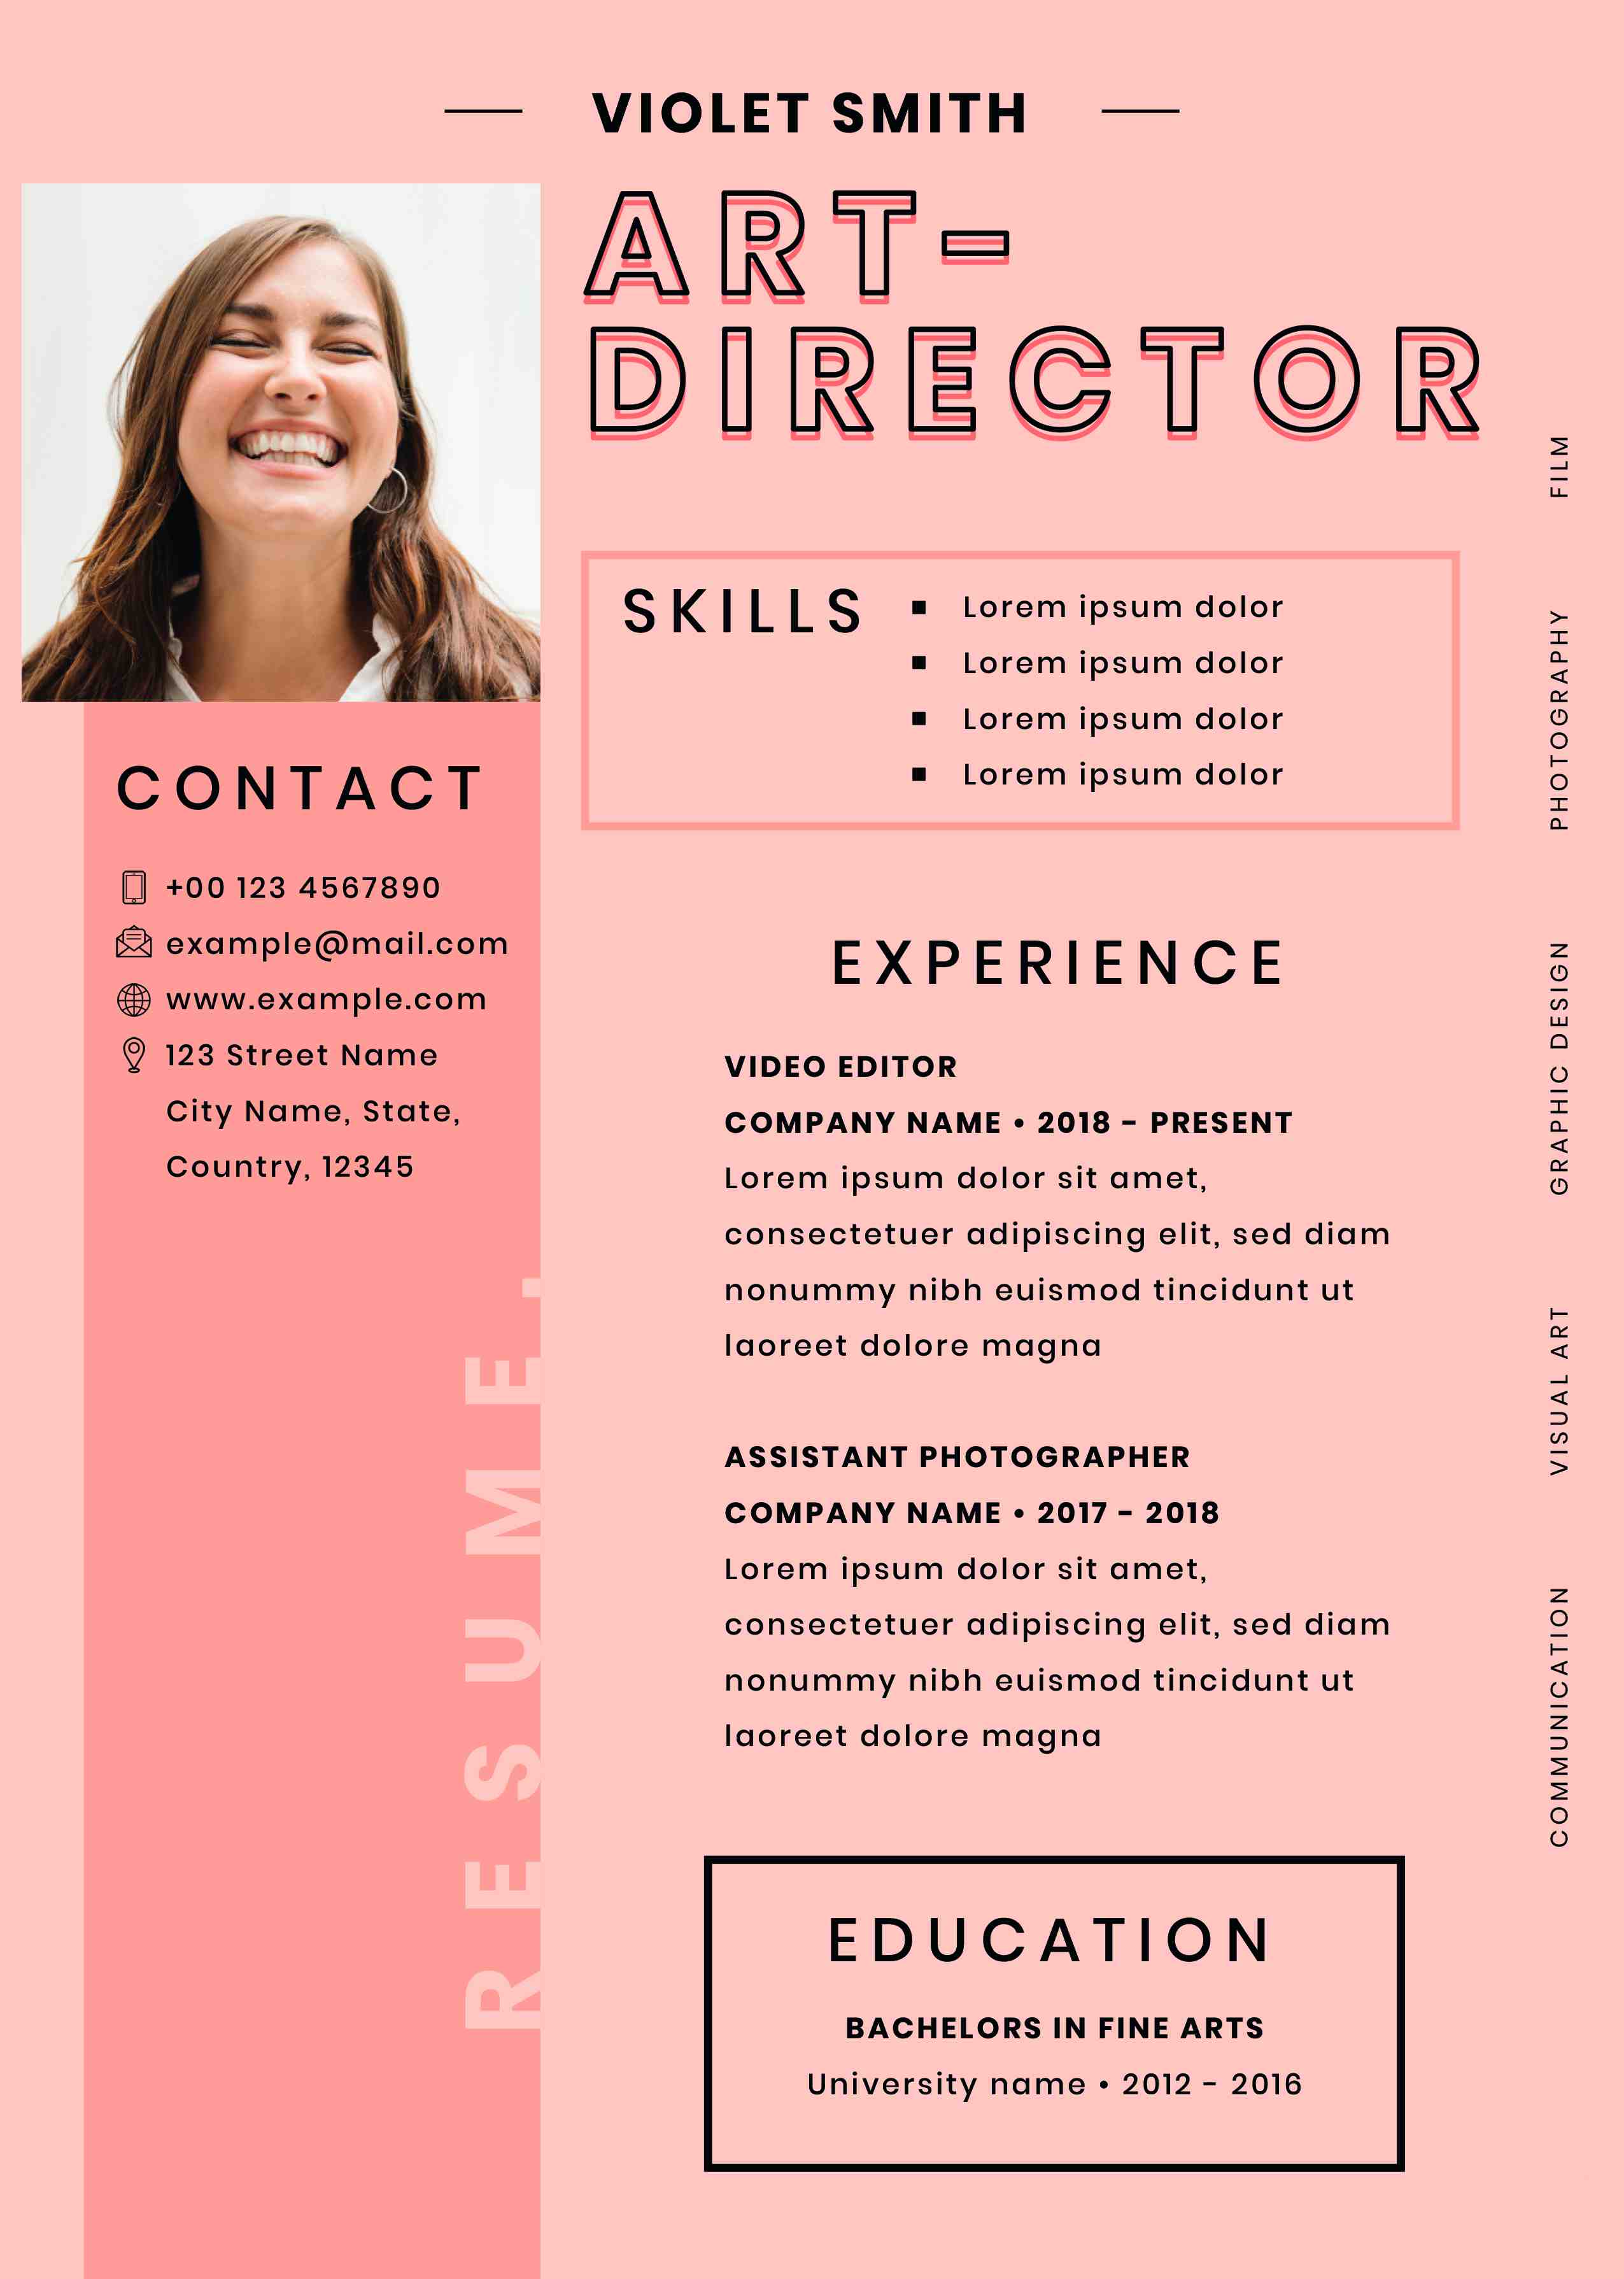 VIOLET SMITH
ART-
DIRECTOR
SKILLS
▪ Lorem ipsum dolor
▪ Lorem ipsum dolor
▪ Lorem ipsum dolor
▪ Lorem ipsum dolor
CONTACT
+00 123 4567890
example@mail.com
www.example.com
123 Street Name
City Name, State,
Country, 12345
RESUME.
EXPERIENCE
VIDEO EDITOR
COMPANY NAME • 2018 - PRESENT
Lorem ipsum dolor sit amet,
consectetuer adipiscing elit, sed diam
nonummy nibh euismod tincidunt ut
laoreet dolore magna
ASSISTANT PHOTOGRAPHER
COMPANY NAME • 2017 - 2018
Lorem ipsum dolor sit amet,
consectetuer adipiscing elit, sed diam
nonummy nibh euismod tincidunt ut
laoreet dolore magna
EDUCATION
BACHELORS IN FINE ARTS
University name • 2012 - 2016
COMMUNICATION VISUAL ART GRAPHIC DESIGN PHOTOGRAPHY FILM